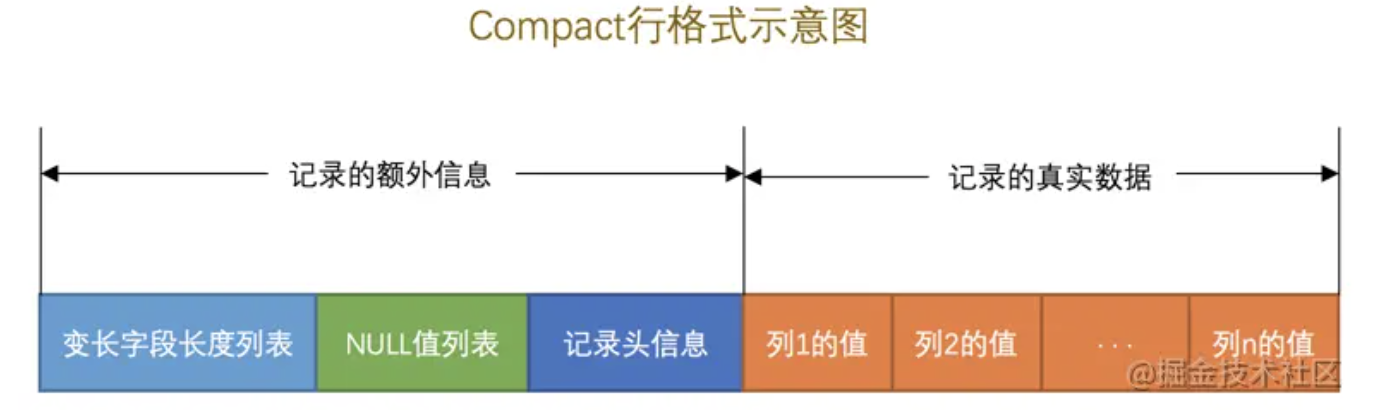 Compact行格式示意图
记录的额外信息 记录的真实数据
变长字段长度列表 NULL值列表 记录头信息 列1的值 列2的值 ... 列n的值
@掘金技术社区